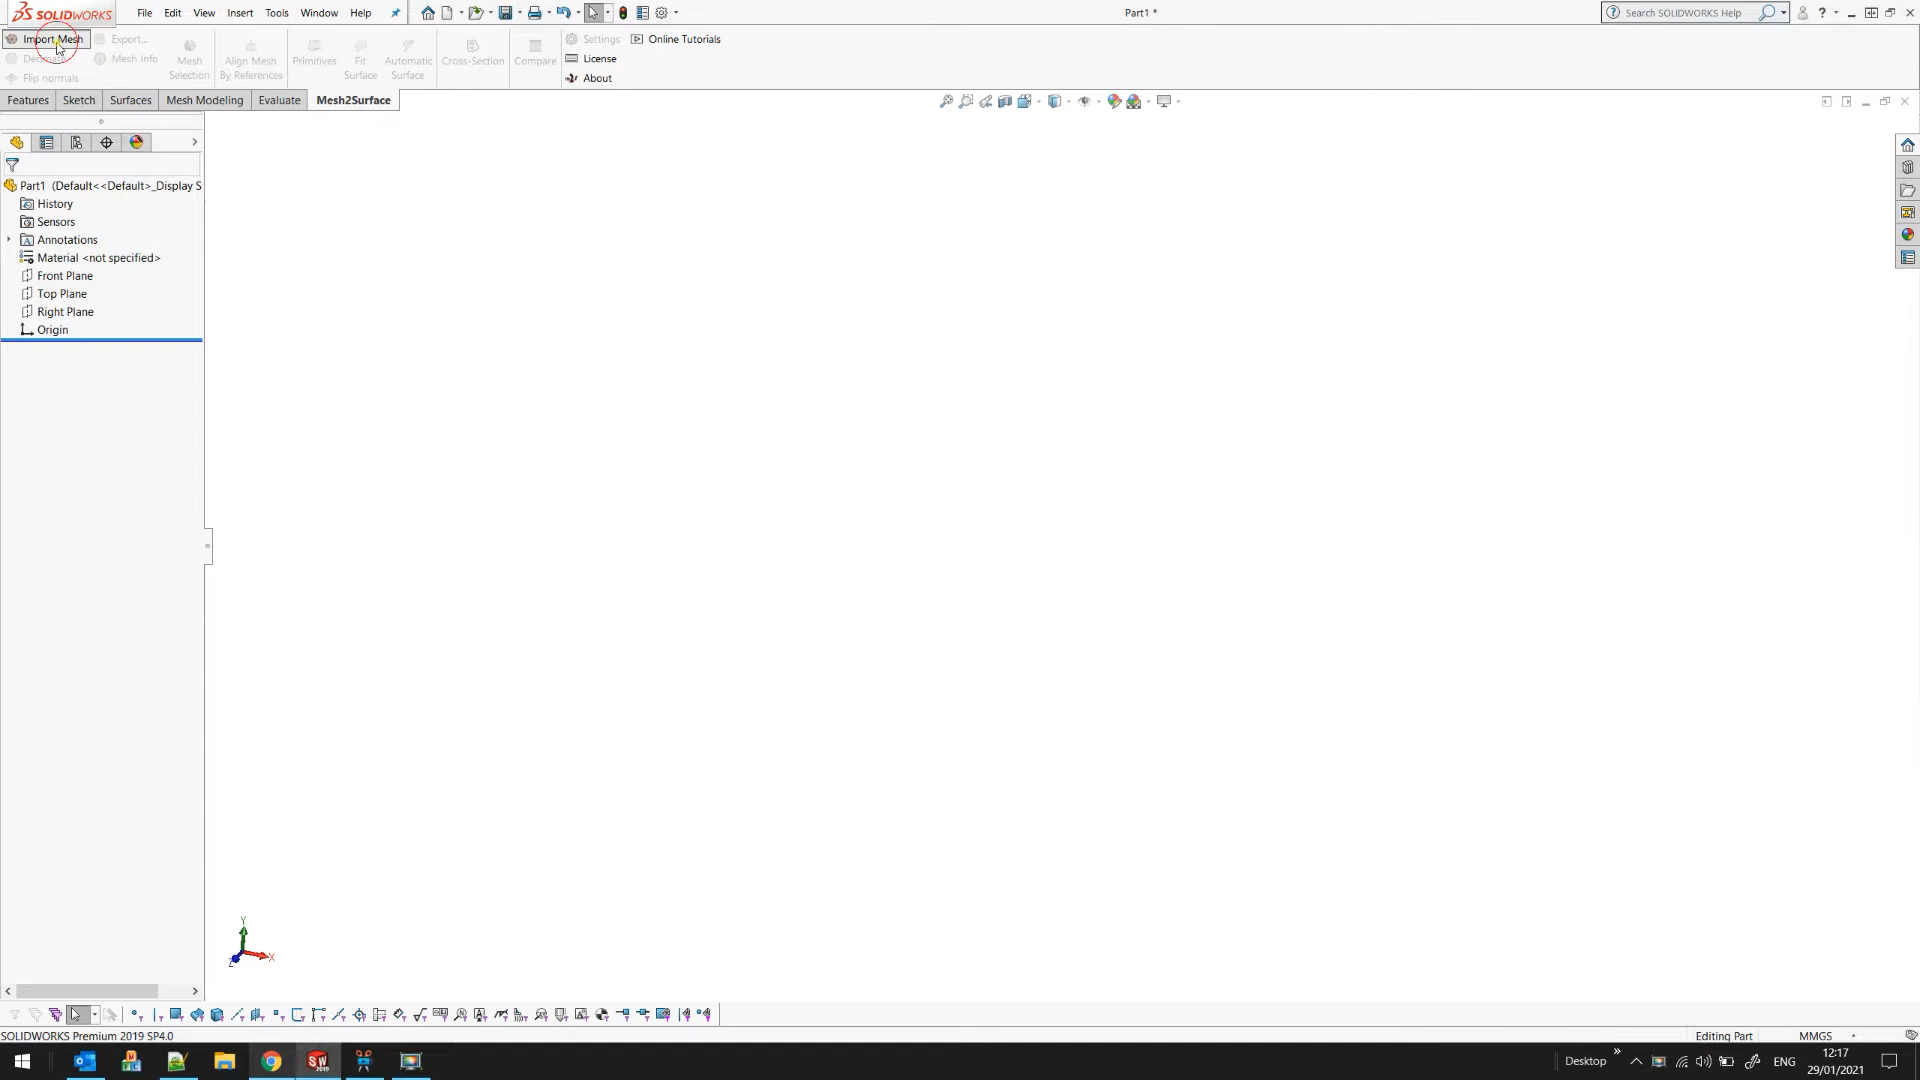 SOLIDWORKS File Edit View Insert Tools Window Help Part1 * Search SOLIDWORKS Help
Import Mesh Export... Settings Online Tutorials
Decimate Mesh Info Mesh Selection Align Mesh By References Primitives Fit Surface Automatic Surface Cross-Section Compare License
Flip normals About
Features Sketch Surfaces Mesh Modeling Evaluate Mesh2Surface
Part1 (Default<<Default>_Display S
History
Sensors
Annotations
Material <not specified>
Front Plane
Top Plane
Right Plane
Origin
Y
Z X
SOLIDWORKS Premium 2019 SP4.0 Editing Part MMGS
Desktop ENG 12:17
29/01/2021